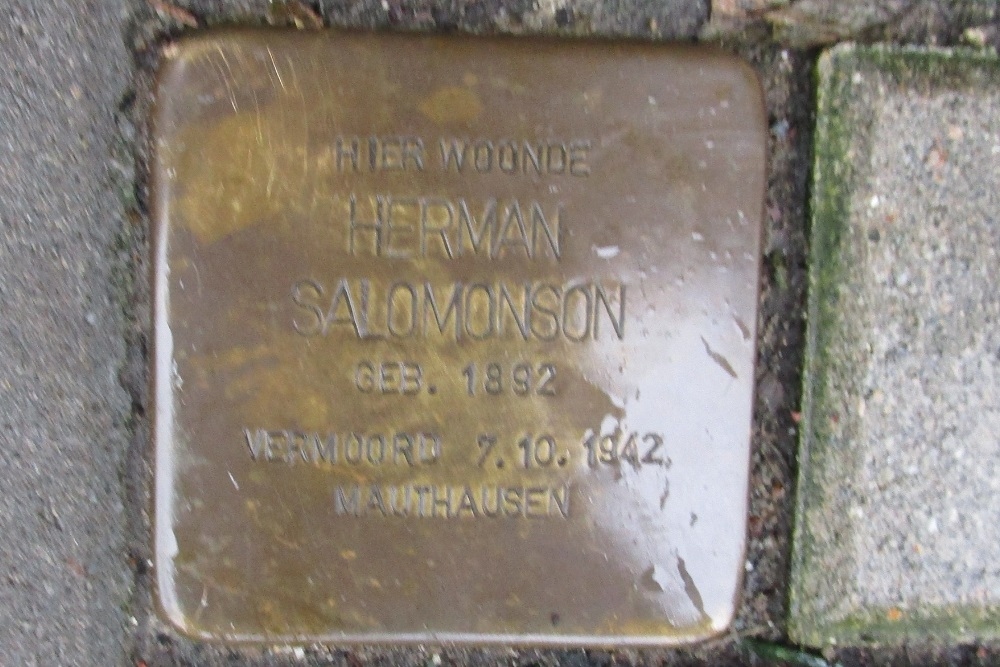 HIER WOONDE
HERMAN
SALOMONSON
GEB. 1892
VERMOORD 7.10.1942
MAUTHAUSEN